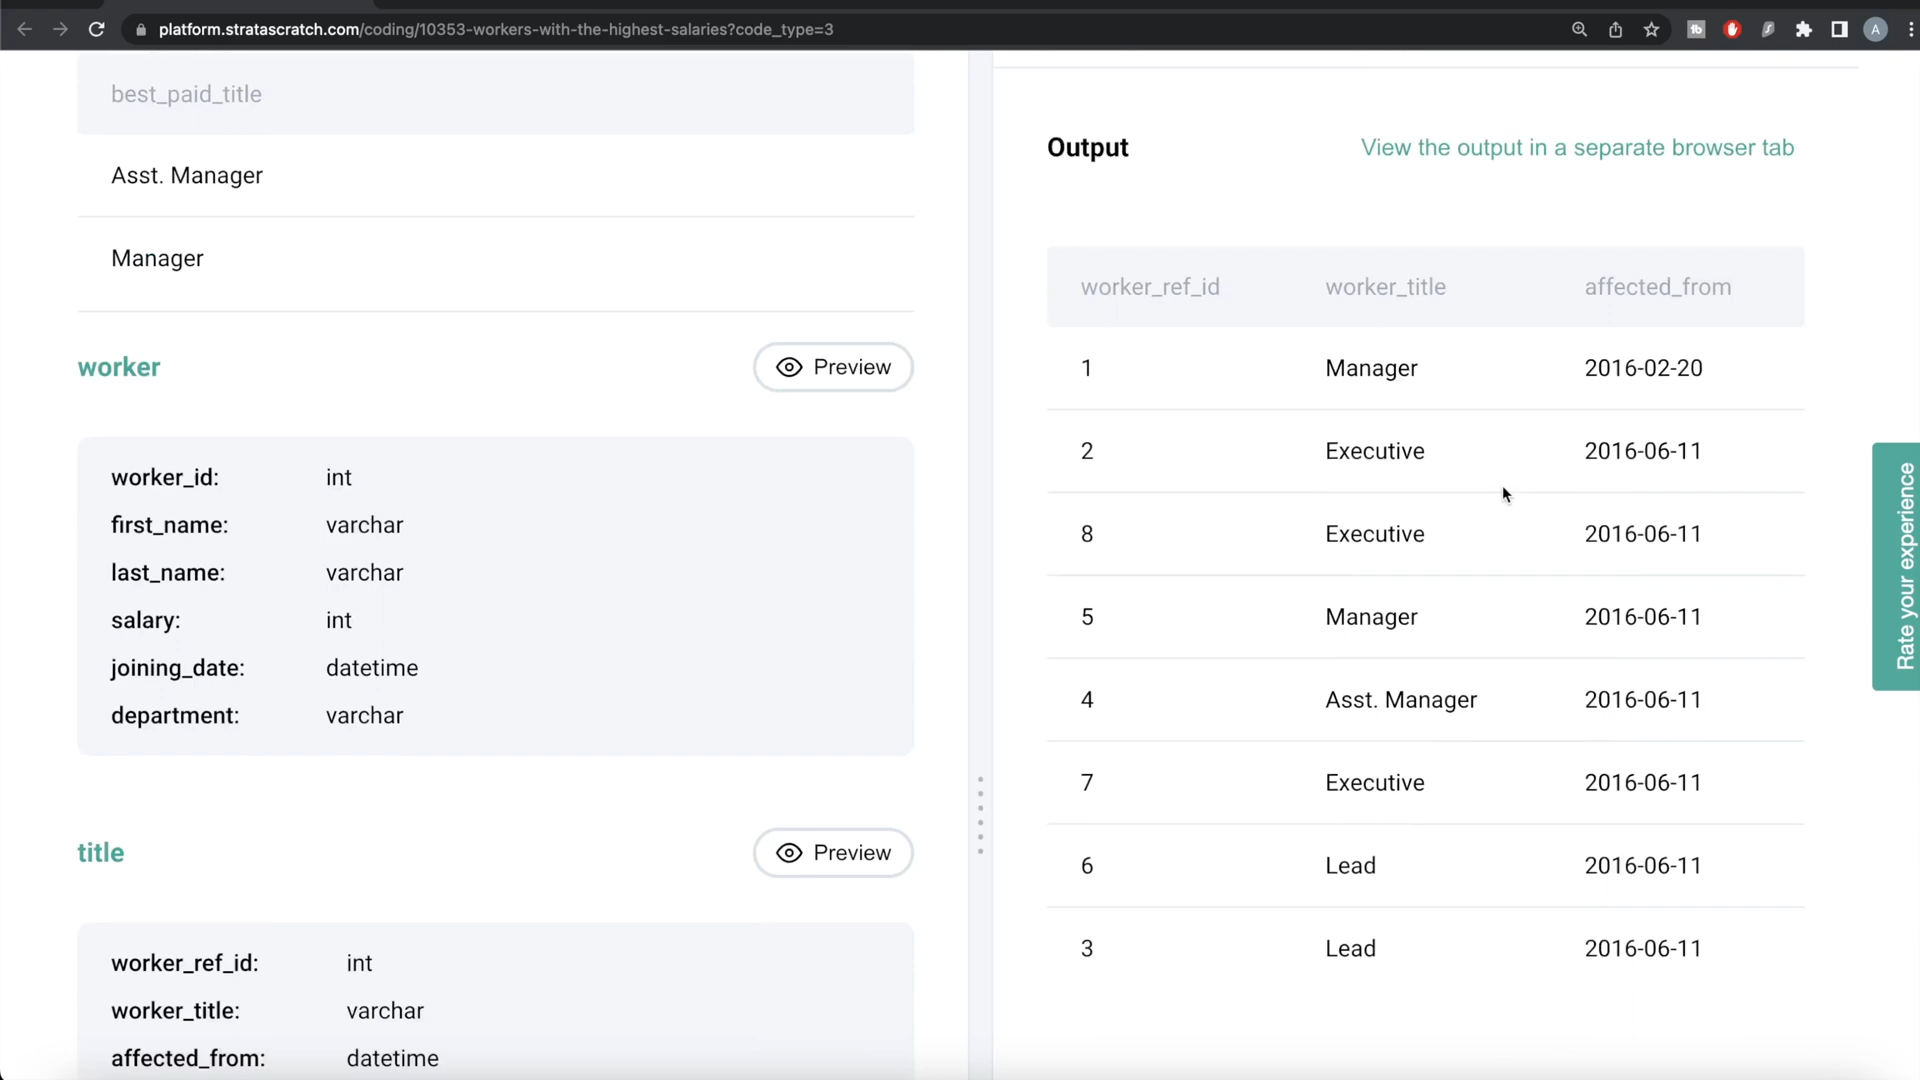 platform.stratascratch.com/coding/10353-workers-with-the-highest-salaries?code_type=3
A
best_paid_title
Asst. Manager
Manager
worker
Preview
worker_id: int
first_name: varchar
last_name: varchar
salary: int
joining_date: datetime
department: varchar
title
Preview
worker_ref_id: int
worker_title: varchar
affected_from: datetime
Output
View the output in a separate browser tab
worker_ref_id worker_title affected_from
1 Manager 2016-02-20
2 Executive 2016-06-11
8 Executive 2016-06-11
5 Manager 2016-06-11
4 Asst. Manager 2016-06-11
7 Executive 2016-06-11
6 Lead 2016-06-11
3 Lead 2016-06-11
Rate your experience